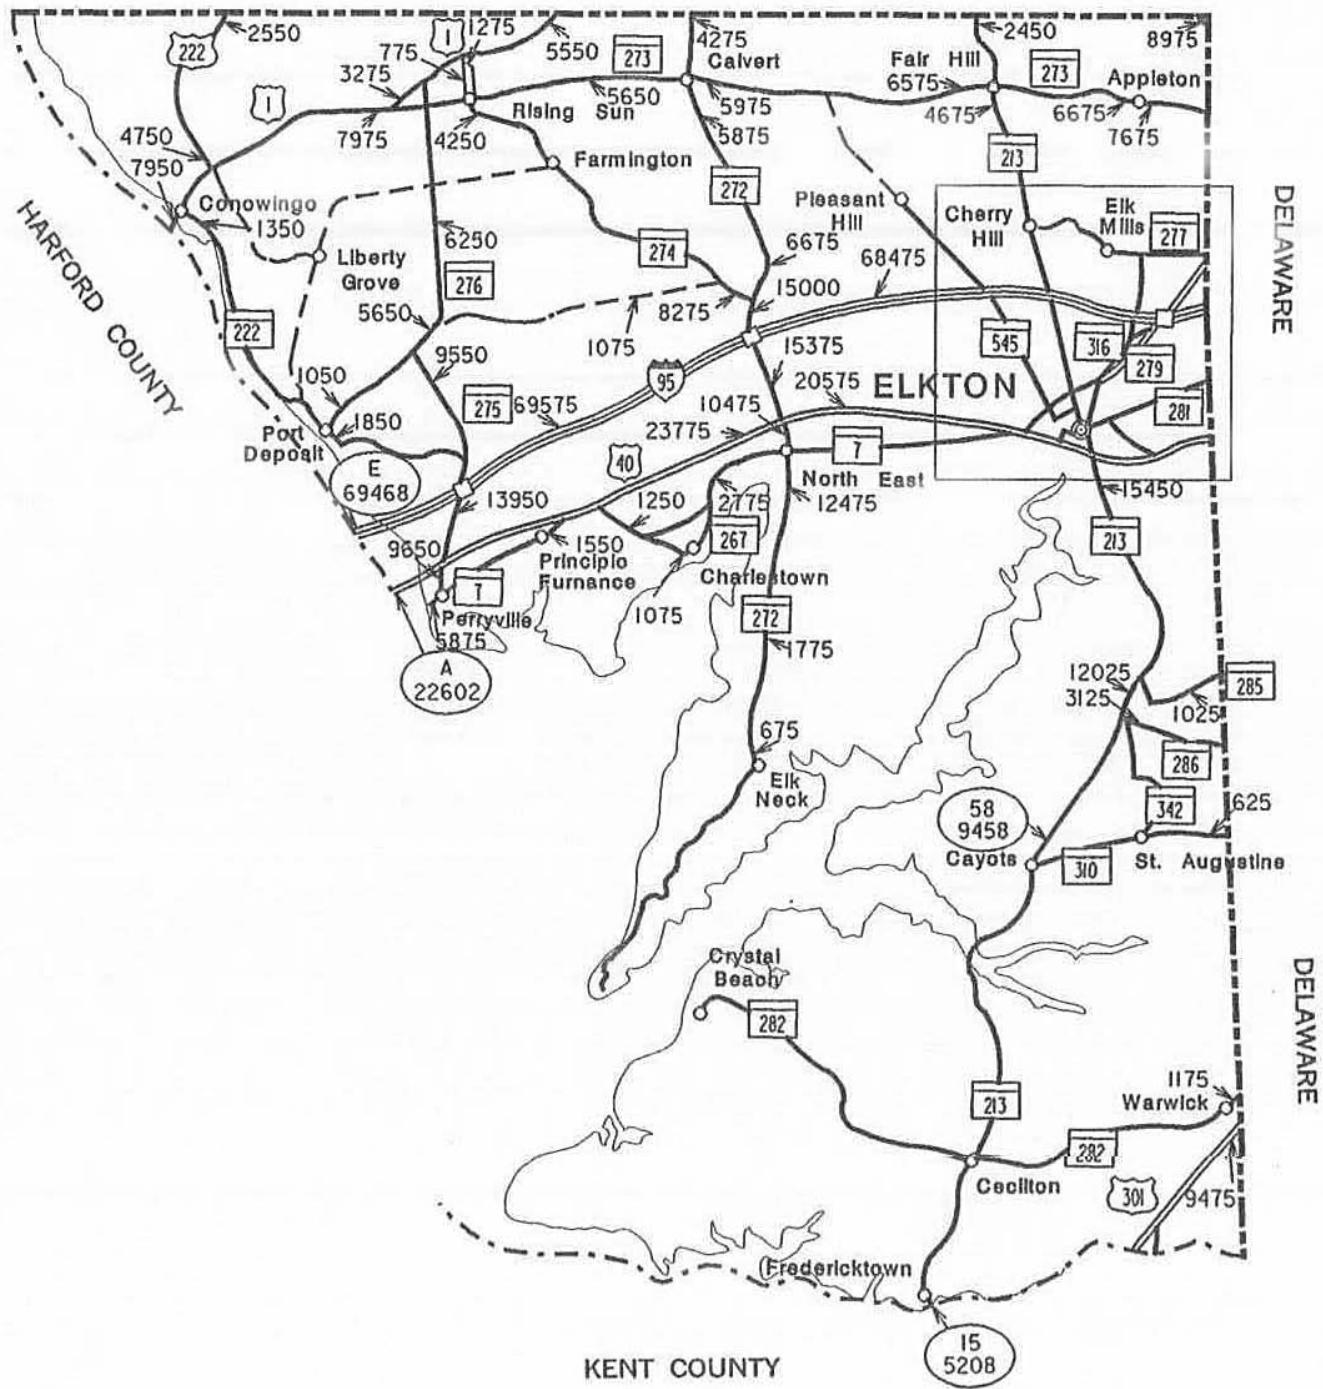 222
2550
1
1275
775
5550
3275
273
4275
Calvert
2450
Fair Hill
6575
273
8975
Appleton
1
5650
5975
4675
6675
7675
7975
4250
Rising Sun
5875
4750
7950
Farmington
213
272
Conowingo
1350
Pleasant
Hill
Cherry
Hill
Elk
Mills
277
DELAWARE
HARFORD COUNTY
Liberty
Grove
6250
276
274
6675
68475
15000
8275
222
5650
1075
545
316
279
9550
15375
95
20575
ELKTON
1050
275
69575
10475
281
1850
23775
Port
Deposit
40
7
North East
E
69468
13950
1250
2775
12475
15450
9650
1550
267
213
Principio
Furnance
Charlestown
7
Perryville
5875
1075
272
1775
A
22602
12025
3125
285
1025
675
286
Elk
Neck
342
625
58
9458
Cayots
310
St. Augustine
Crystal
Beach
282
DELAWARE
1175
Warwick
213
282
Cecilton
301
9475
Fredericktown
15
5208
KENT COUNTY